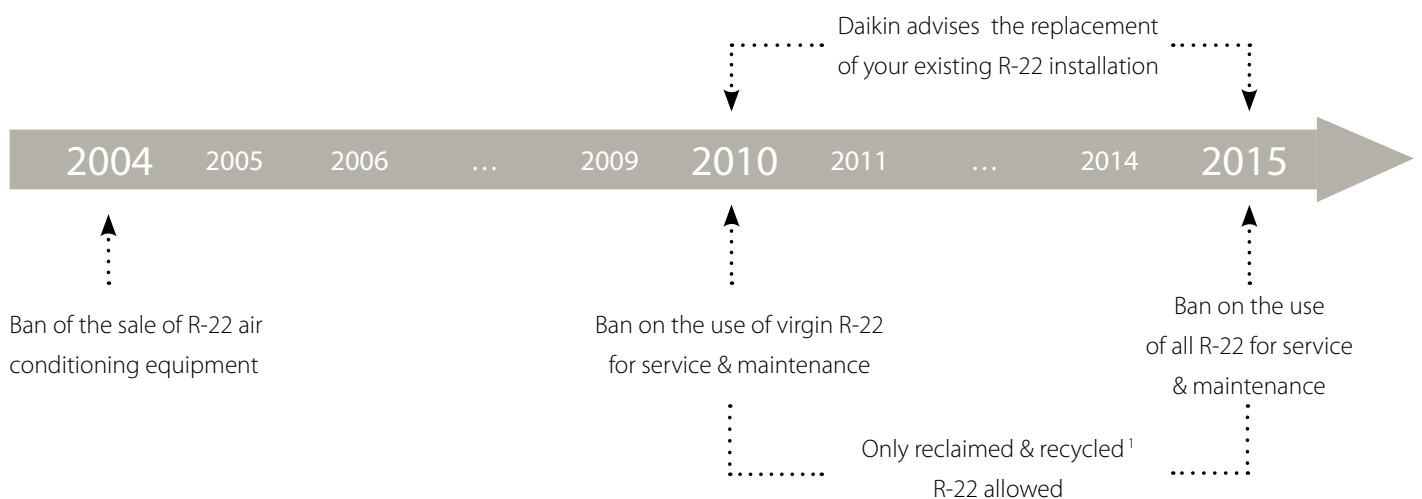 Daikin advises the replacement
of your existing R-22 installation
2004 2005 2006 ... 2009 2010 2011 ... 2014 2015
Ban of the sale of R-22 air
conditioning equipment
Ban on the use of virgin R-22
for service & maintenance
Ban on the use
of all R-22 for service
& maintenance
Only reclaimed & recycled ¹
R-22 allowed